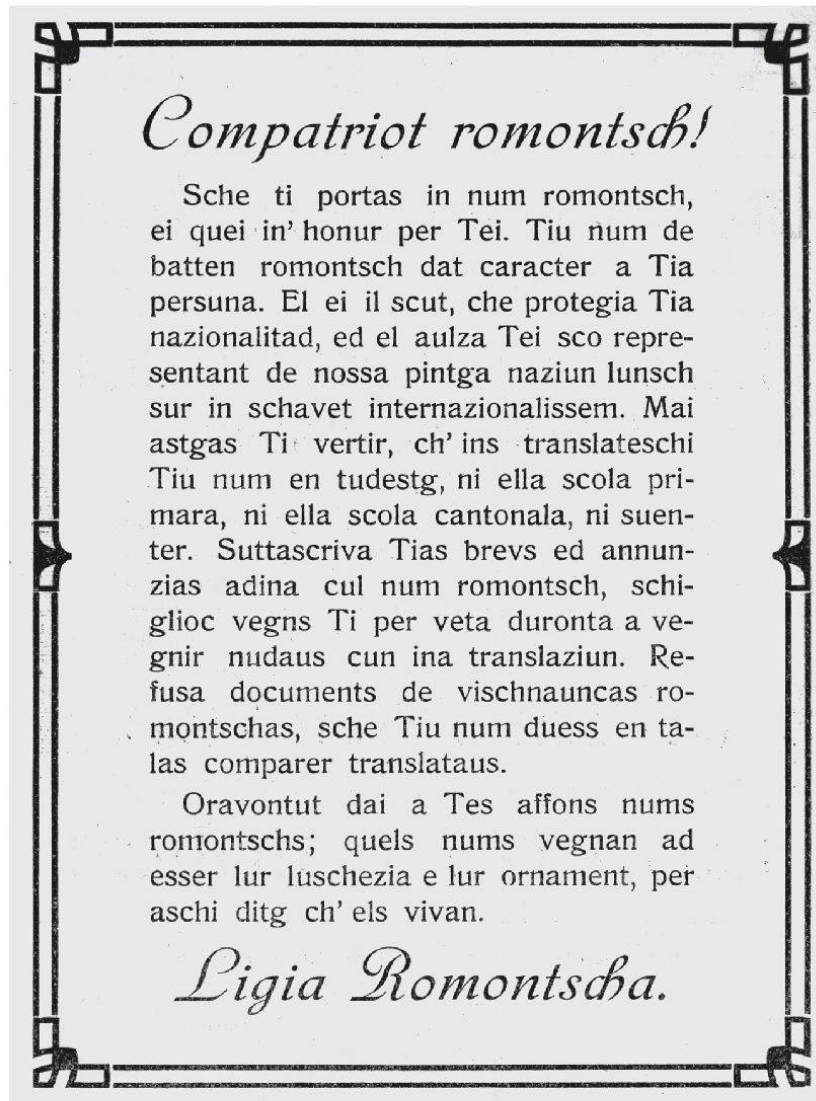 Compatriot romontsch!
Sche ti portas in num romontsch,
ei quei in' honur per Tei. Tiu num de
batten romontsch dat caracter a Tia
persuna. El ei il scut, che protegia Tia
nazionalitad, ed el aulza Tei sco repre-
sentant de nossa pintga naziun lunsch
sur in schavet internazionalissem. Mai
astgas Ti vertir, ch' ins translateschi
Tiu num en tudestg, ni ella scola pri-
mara, ni ella scola cantonala, ni suen-
ter. Suttascriva Tias brevs ed annun-
zias adina cul num romontsch, schi-
glioc vegns Ti per veta duronta a ve-
gnir nudaus cun ina translaziun. Re-
fusa documents de vischnauncas ro-
montschas, sche Tiu num duess en ta-
las comparer translataus.
Oravontut dai a Tes affons nums
romontschs; quels nums vegnan ad
esser lur luschezia e lur ornament, per
aschi ditg ch' els vivan.
Ligia Romontscha.